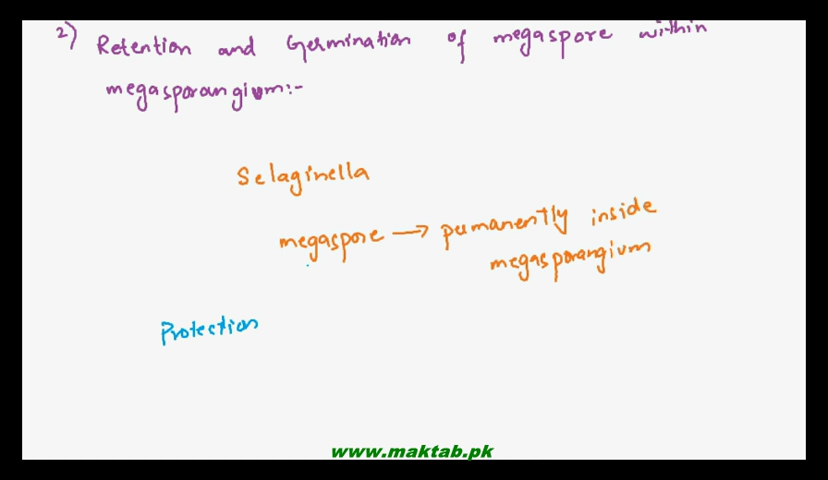 2) Retention and Germination of megaspore within
megasporangium:-
Selaginella
megaspore → permanently inside
megasporangium
Protection
www.maktab.pk